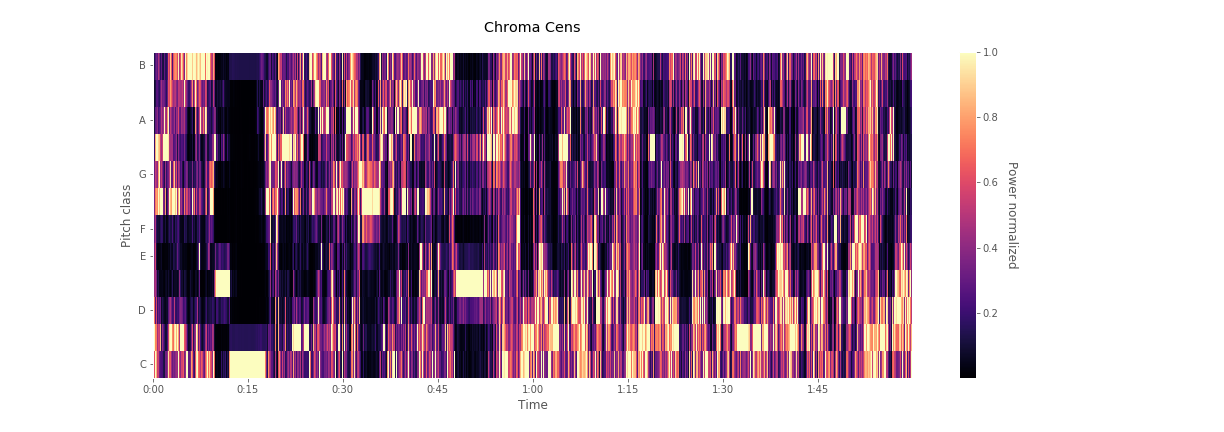 Chroma Cens
B
A
G
F
E
D
C
Pitch class
0:00 0:15 0:30 0:45 1:00 1:15 1:30 1:45
Time
1.0
0.8
0.6
0.4
0.2
Power normalized